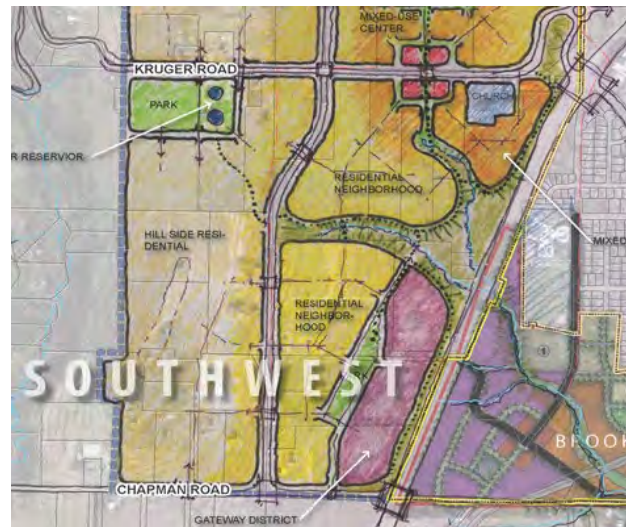 MIXED-USE
CENTER
KRUGER ROAD
PARK
CHURCH
R RESERVIOR
RESIDENTIAL
NEIGHBORHOOD
HILL SIDE RESI-
DENTIAL
MIXED
RESIDENTIAL
NEIGHBOR-
HOOD
SOUTHWEST
1
BROOK
CHAPMAN ROAD
GATEWAY DISTRICT